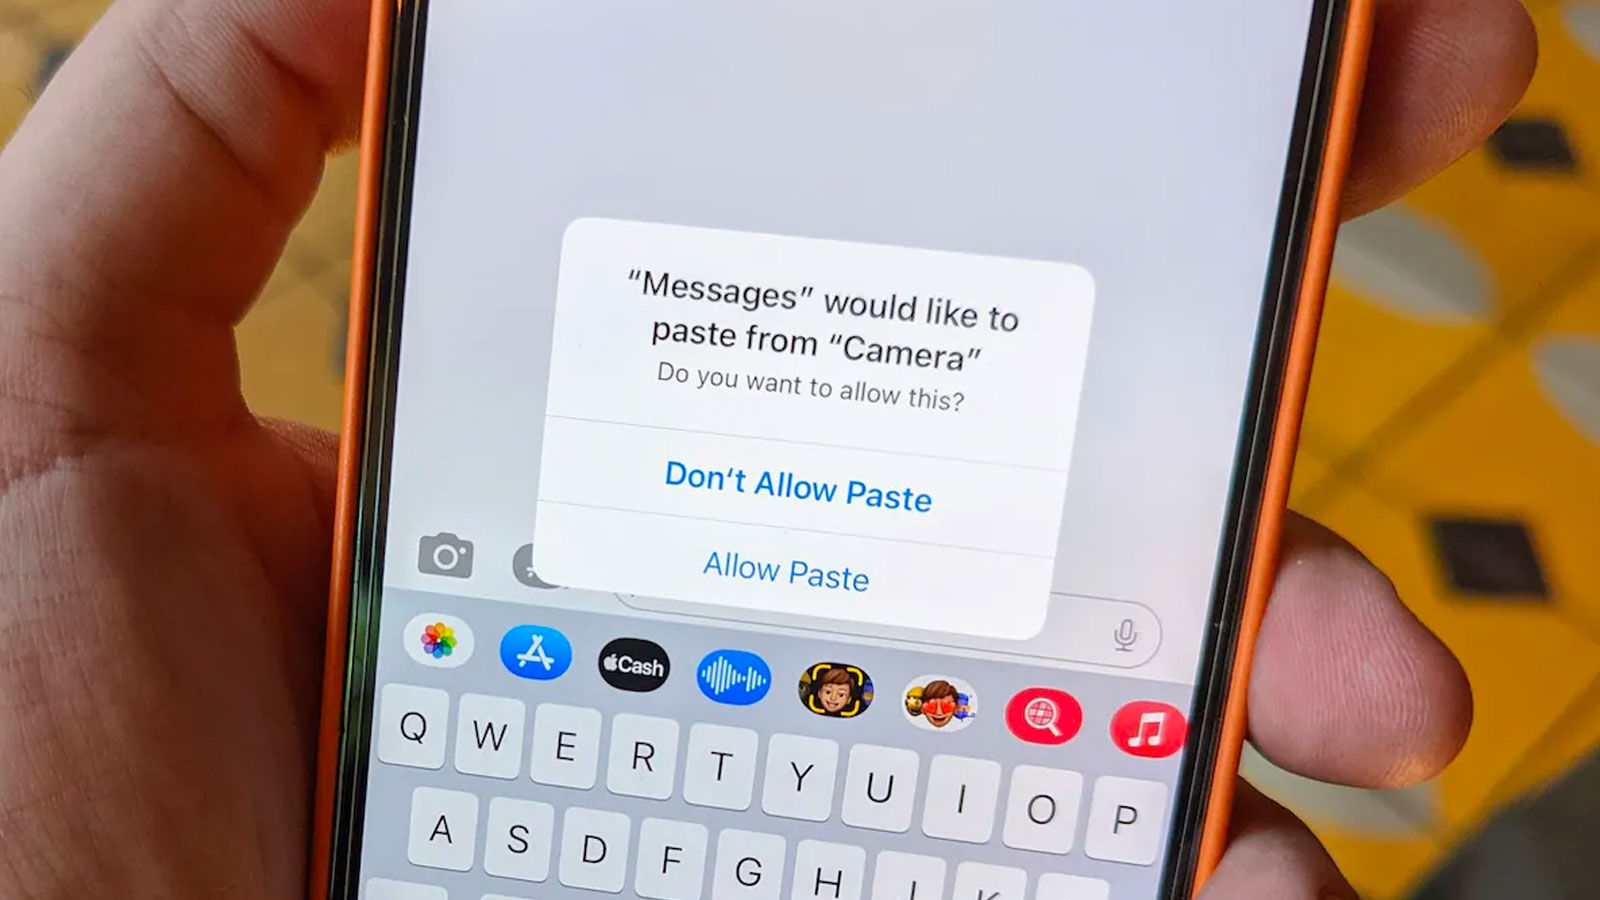 “Messages” would like to
paste from “Camera”
Do you want to allow this?
Don’t Allow Paste
Allow Paste
Cash
Q W E R T Y U I O P
A S D F G H